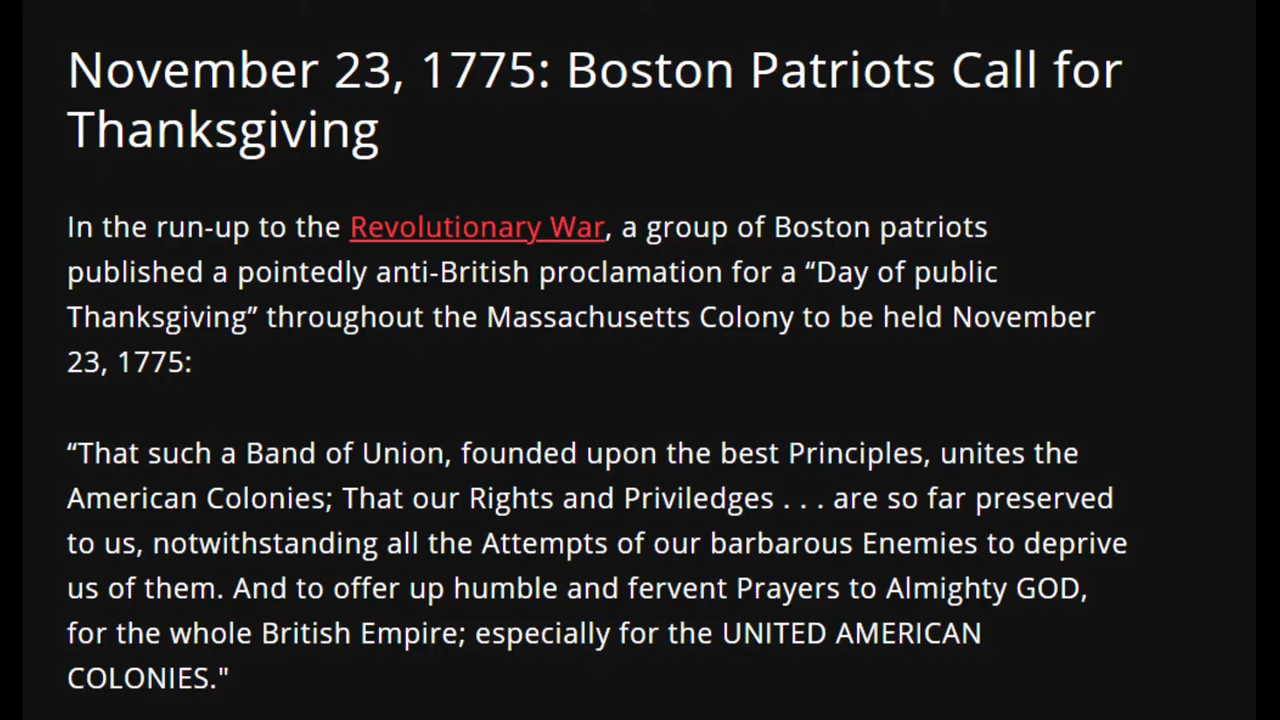 November 23, 1775: Boston Patriots Call for
Thanksgiving
In the run-up to the Revolutionary War, a group of Boston patriots
published a pointedly anti-British proclamation for a “Day of public
Thanksgiving” throughout the Massachusetts Colony to be held November
23, 1775:
“That such a Band of Union, founded upon the best Principles, unites the
American Colonies; That our Rights and Priviledges . . . are so far preserved
to us, notwithstanding all the Attempts of our barbarous Enemies to deprive
us of them. And to offer up humble and fervent Prayers to Almighty GOD,
for the whole British Empire; especially for the UNITED AMERICAN
COLONIES."